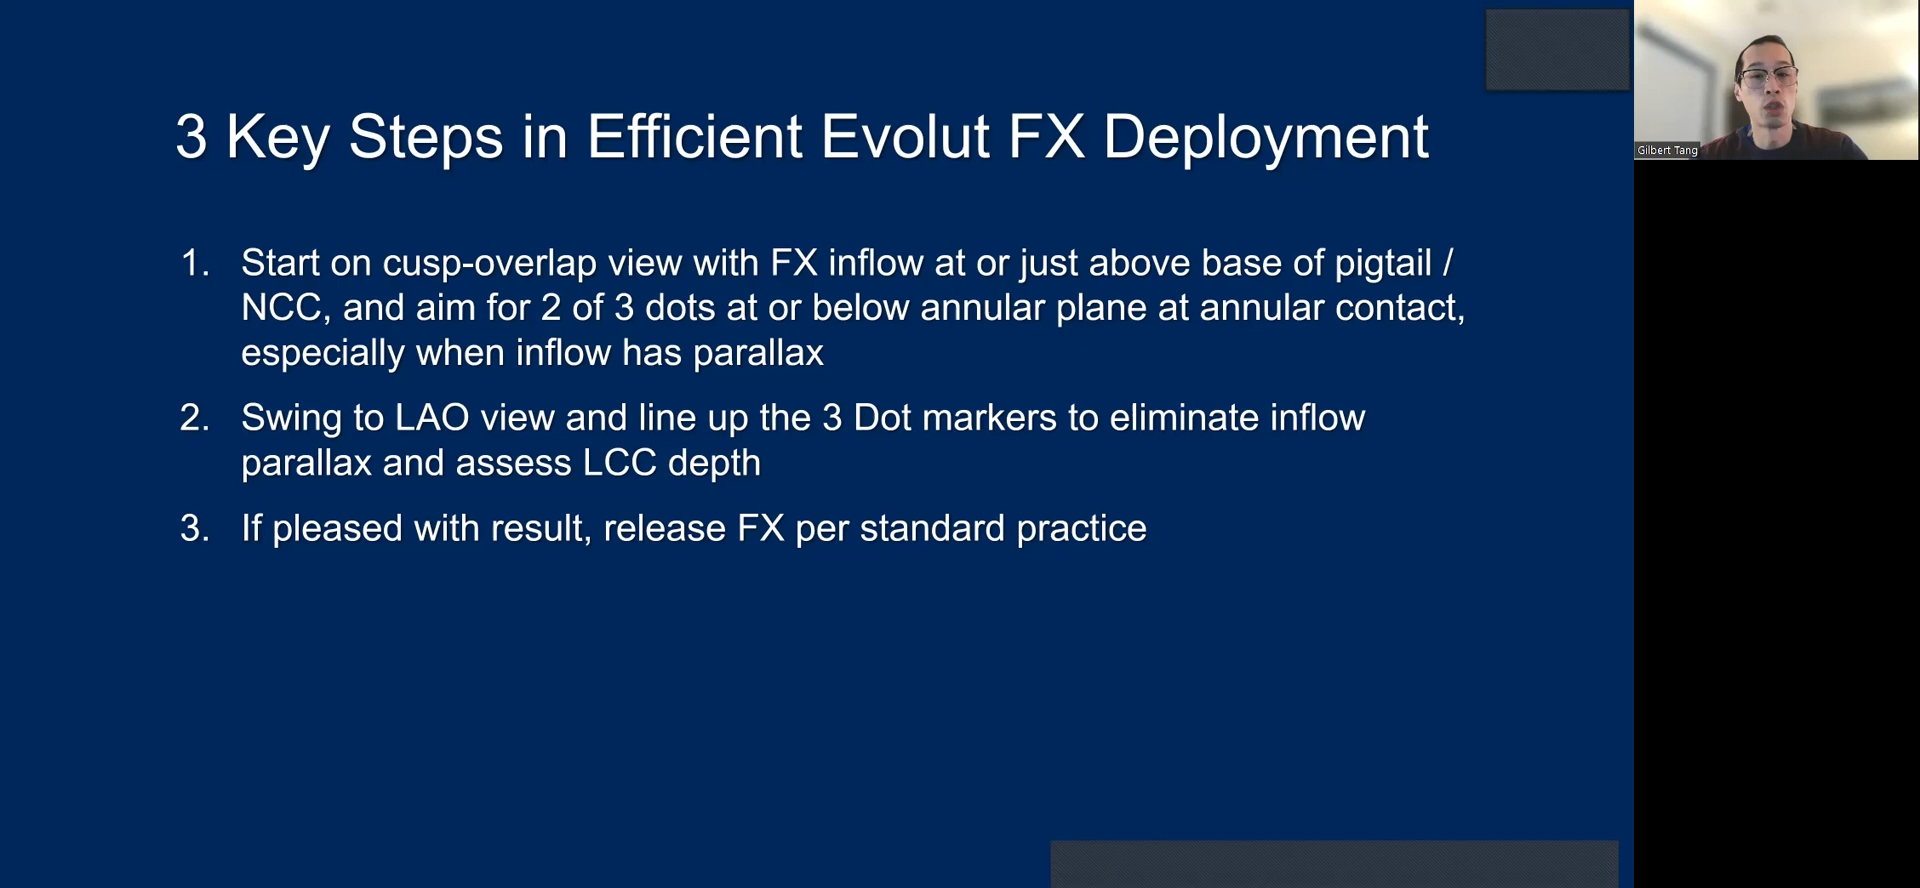 3 Key Steps in Efficient Evolut FX Deployment
1. Start on cusp-overlap view with FX inflow at or just above base of pigtail /
NCC, and aim for 2 of 3 dots at or below annular plane at annular contact,
especially when inflow has parallax
2. Swing to LAO view and line up the 3 Dot markers to eliminate inflow
parallax and assess LCC depth
3. If pleased with result, release FX per standard practice
Gilbert Tang